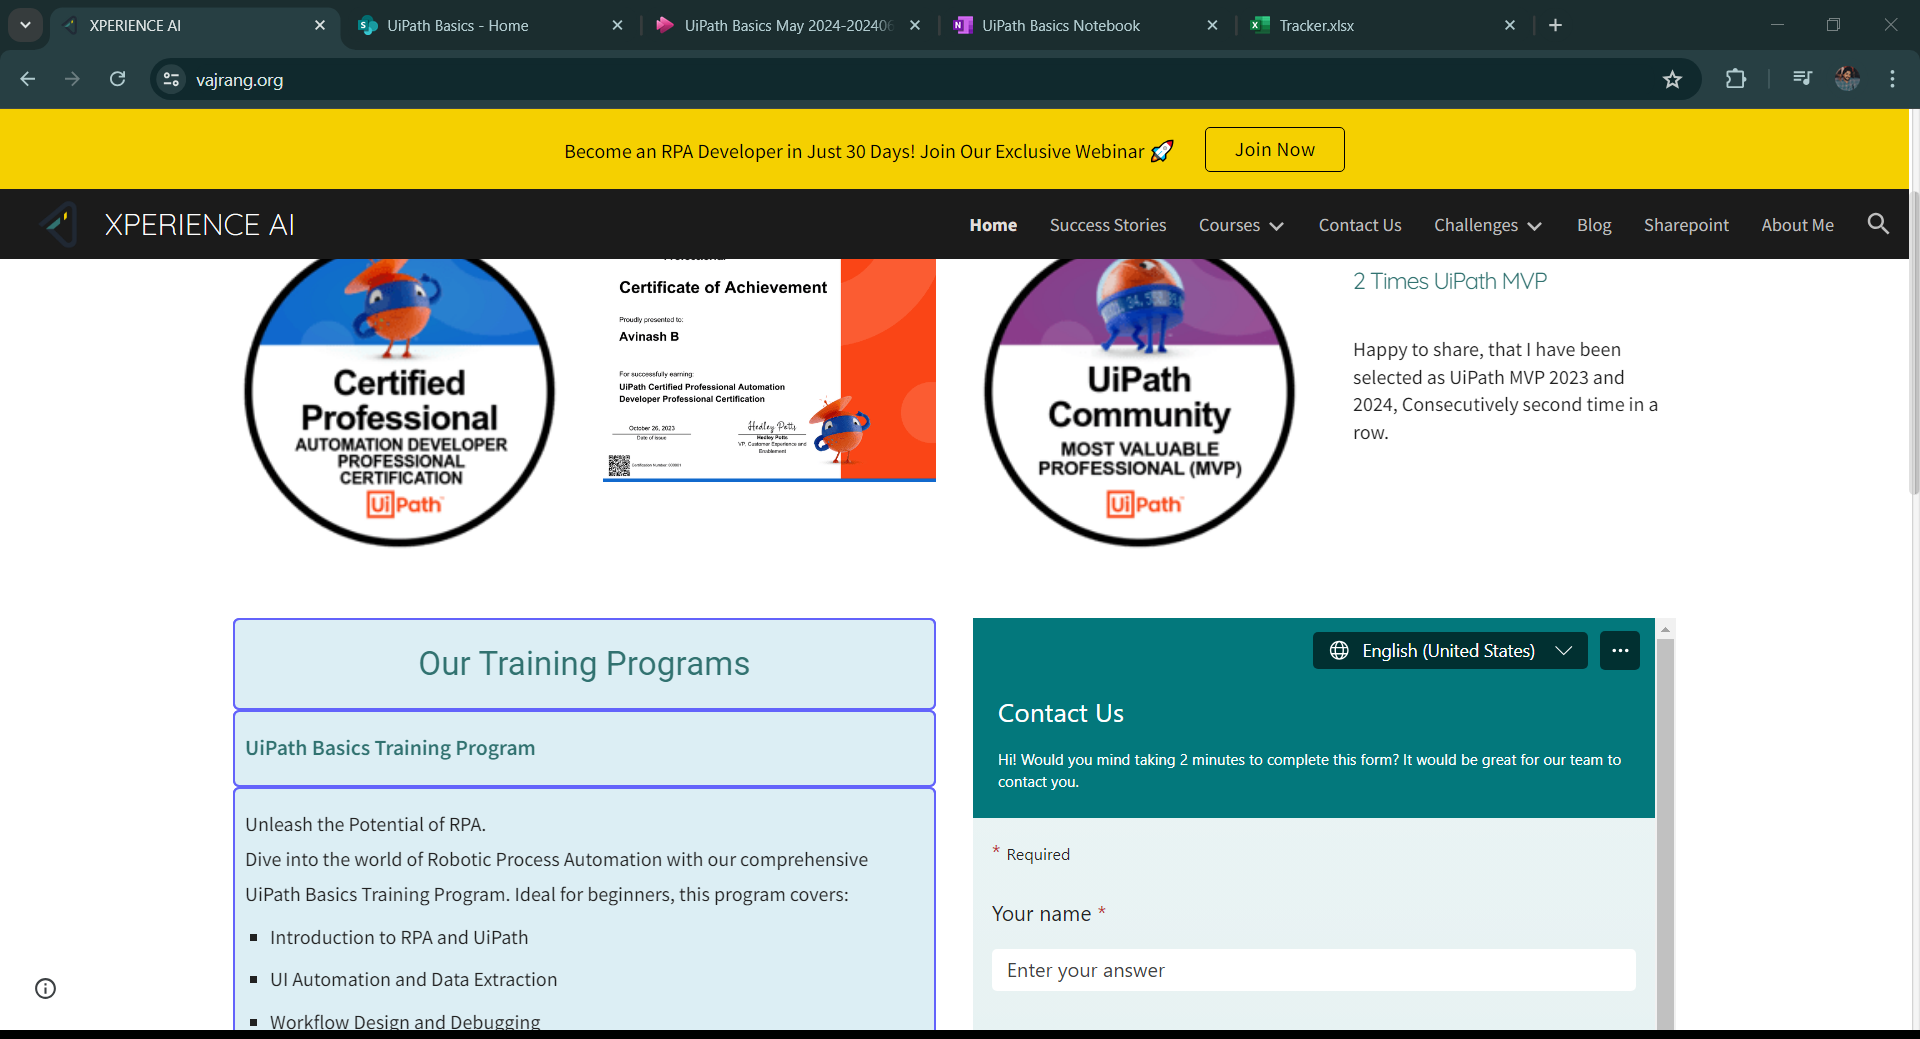 XPERIENCE AI
UiPath Basics - Home
UiPath Basics May 2024-202406
UiPath Basics Notebook
Tracker.xlsx
vajrang.org
Become an RPA Developer in Just 30 Days! Join Our Exclusive Webinar 🚀
Join Now
XPERIENCE AI
Home
Success Stories
Courses
Contact Us
Challenges
Blog
Sharepoint
About Me
Certified
Professional
AUTOMATION DEVELOPER
PROFESSIONAL
CERTIFICATION
UiPath
Certificate of Achievement
Proudly presented to:
Avinash B
For successfully earning:
UiPath Certified Professional Automation
Developer Professional Certification
October 26, 2023
Date of issue
Hedley Potts
Hedley Potts
VP, Customer Experience and
Enablement
UiPath
Community
MOST VALUABLE
PROFESSIONAL (MVP)
UiPath
2 Times UiPath MVP
Happy to share, that I have been
selected as UiPath MVP 2023 and
2024, Consecutively second time in a
row.
Our Training Programs
UiPath Basics Training Program
Unleash the Potential of RPA.
Dive into the world of Robotic Process Automation with our comprehensive
UiPath Basics Training Program. Ideal for beginners, this program covers:
Introduction to RPA and UiPath
UI Automation and Data Extraction
Workflow Design and Debugging
English (United States)
Contact Us
Hi! Would you mind taking 2 minutes to complete this form? It would be great for our team to
contact you.
* Required
Your name *
Enter your answer